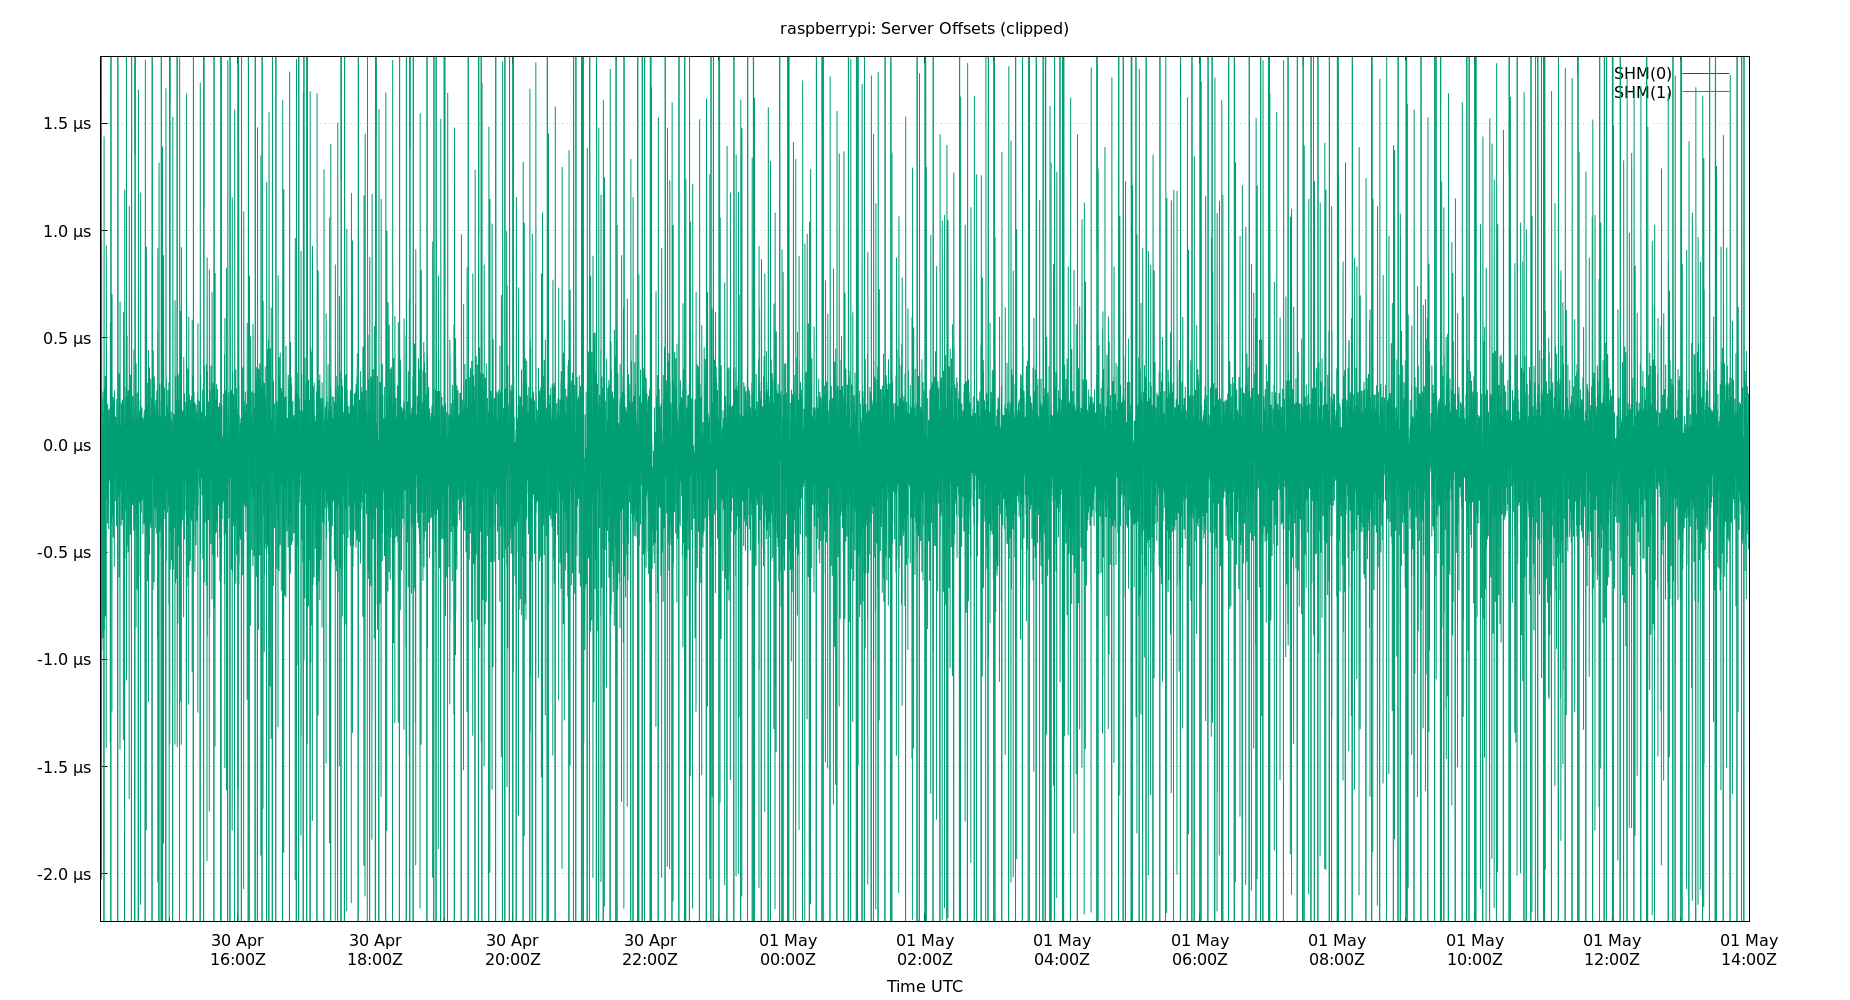 raspberrypi: Server Offsets (clipped)
SHM(0)
SHM(1)
1.5 µs
1.0 µs
0.5 µs
0.0 µs
-0.5 µs
-1.0 µs
-1.5 µs
-2.0 µs
30 Apr 30 Apr 30 Apr 30 Apr 01 May 01 May 01 May 01 May 01 May 01 May 01 May 01 May
16:00Z 18:00Z 20:00Z 22:00Z 00:00Z 02:00Z 04:00Z 06:00Z 08:00Z 10:00Z 12:00Z 14:00Z
Time UTC